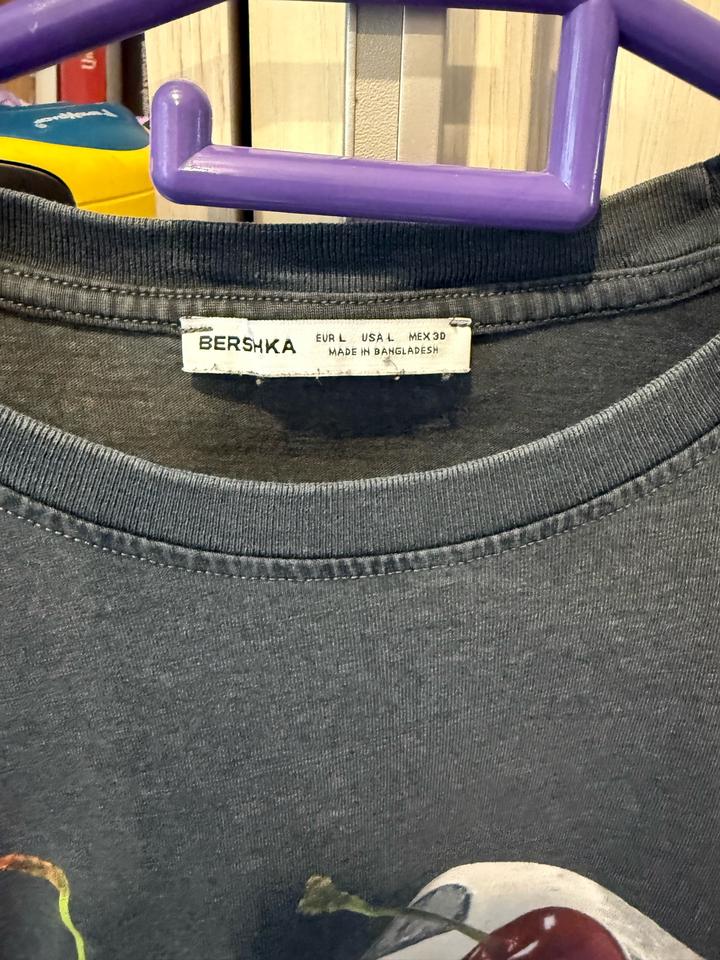 BERSHKA
EUR L USA L MEX 30
MADE IN BANGLADESH